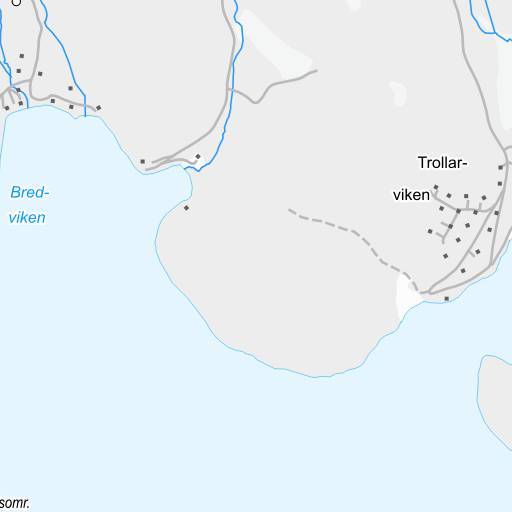 Trollar-
viken
Bred-
viken
somr.